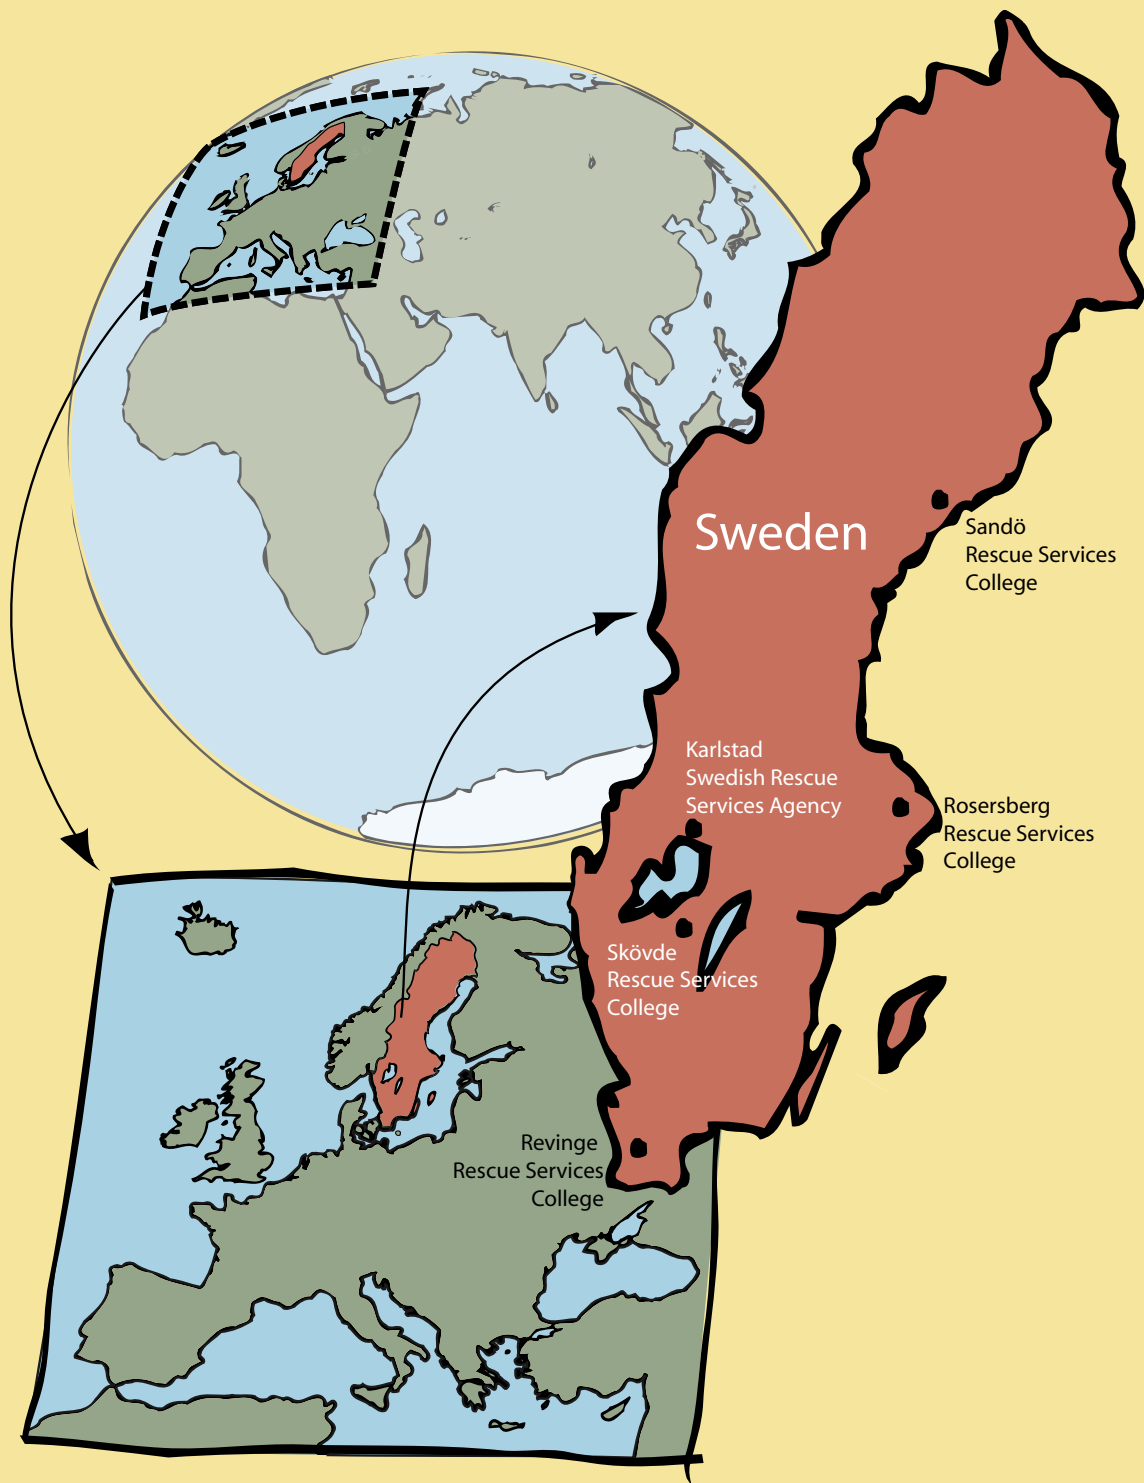 Sweden
Sandö
Rescue Services
College
Karlstad
Swedish Rescue
Services Agency
Rosersberg
Rescue Services
College
Skövde
Rescue Services
College
Revinge
Rescue Services
College